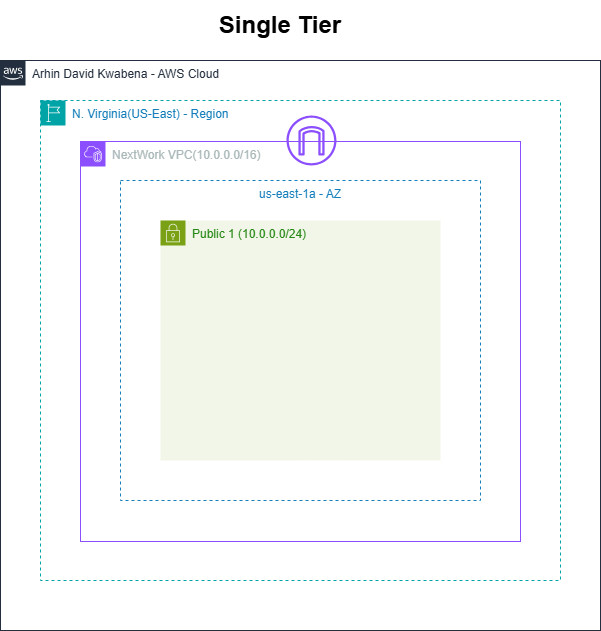 Single Tier
aws
Arhin David Kwabena - AWS Cloud
N. Virginia(US-East) - Region
NextWork VPC(10.0.0.0/16)
us-east-1a - AZ
Public 1 (10.0.0.0/24)